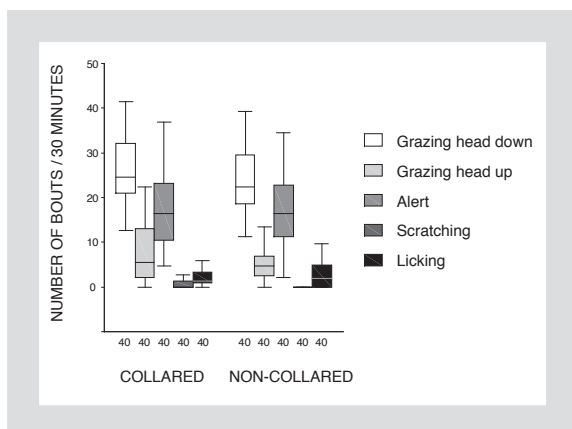 NUMBER OF BOUTS / 30 MINUTES
50
40
30
20
10
0
Grazing head down
Grazing head up
Alert
Scratching
Licking
40 40 40 40 40 40 40 40 40 40
COLLARED NON-COLLARED